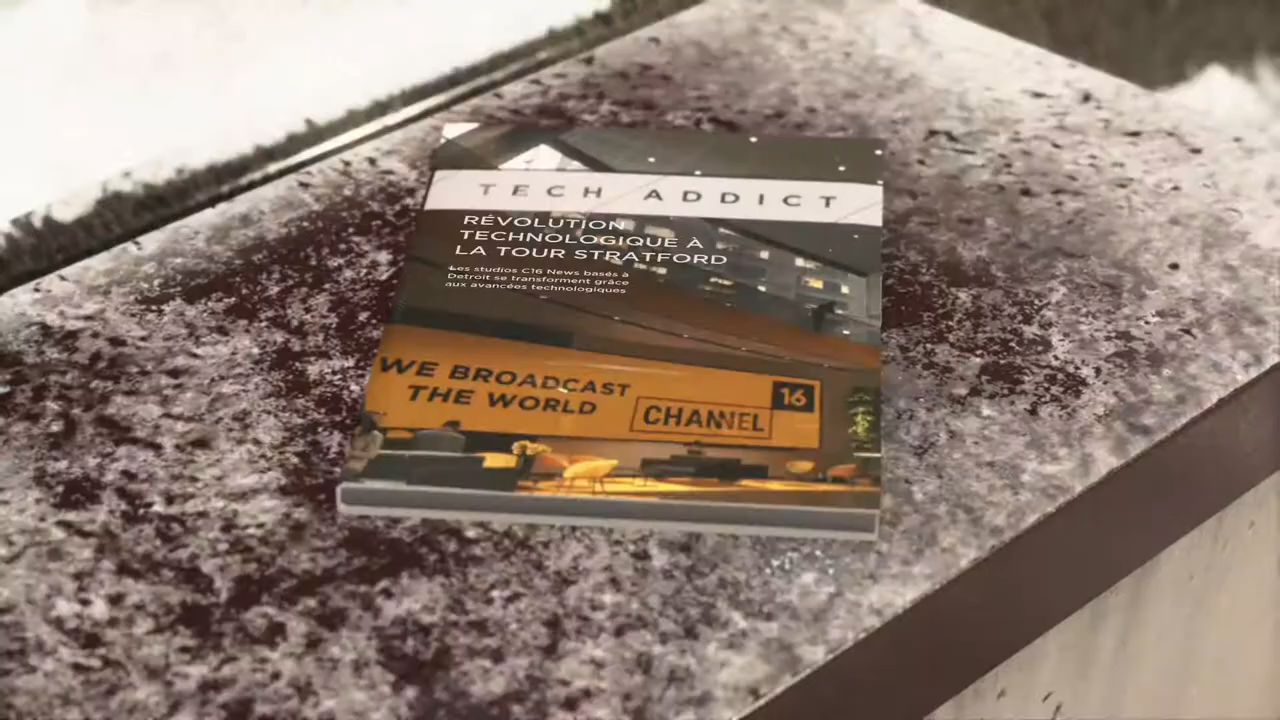 TECH ADDICT
RÉVOLUTION
TECHNOLOGIQUE À
LA TOUR STRATFORD
Les studios C16 News basés à
Detroit se transforment grâce
aux avancées technologiques
WE BROADCAST
THE WORLD
CHANNEL
16